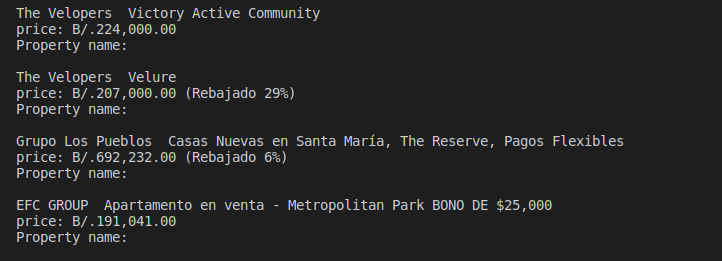 The Velopers  Victory Active Community
price: B/.224,000.00
Property name:
The Velopers  Velure
price: B/.207,000.00 (Rebajado 29%)
Property name:
Grupo Los Pueblos  Casas Nuevas en Santa María, The Reserve, Pagos Flexibles
price: B/.692,232.00 (Rebajado 6%)
Property name:
EFC GROUP  Apartamento en venta - Metropolitan Park BONO DE $25,000
price: B/.191,041.00
Property name: